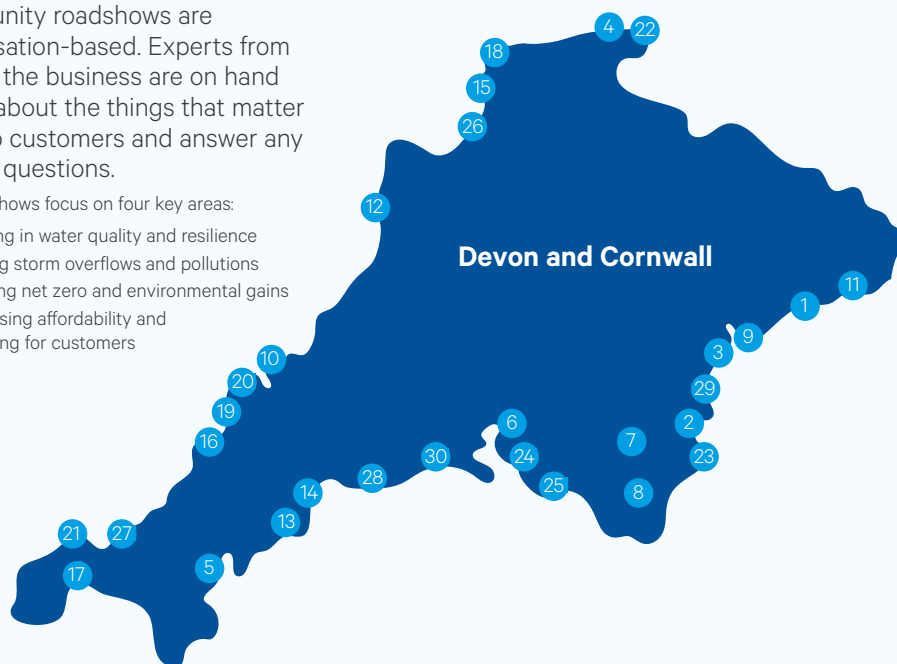 unity roadshows are
sation-based. Experts from
the business are on hand
about the things that matter
o customers and answer any
questions.
hows focus on four key areas:
ng in water quality and resilience
g storm overflows and pollutions
ng net zero and environmental gains
sing affordability and
ng for customers
Devon and Cornwall
4
22
18
15
26
12
11
1
9
3
10
20
29
19
6
2
16
7
24
23
30
28
25
14
8
13
21
27
5
17